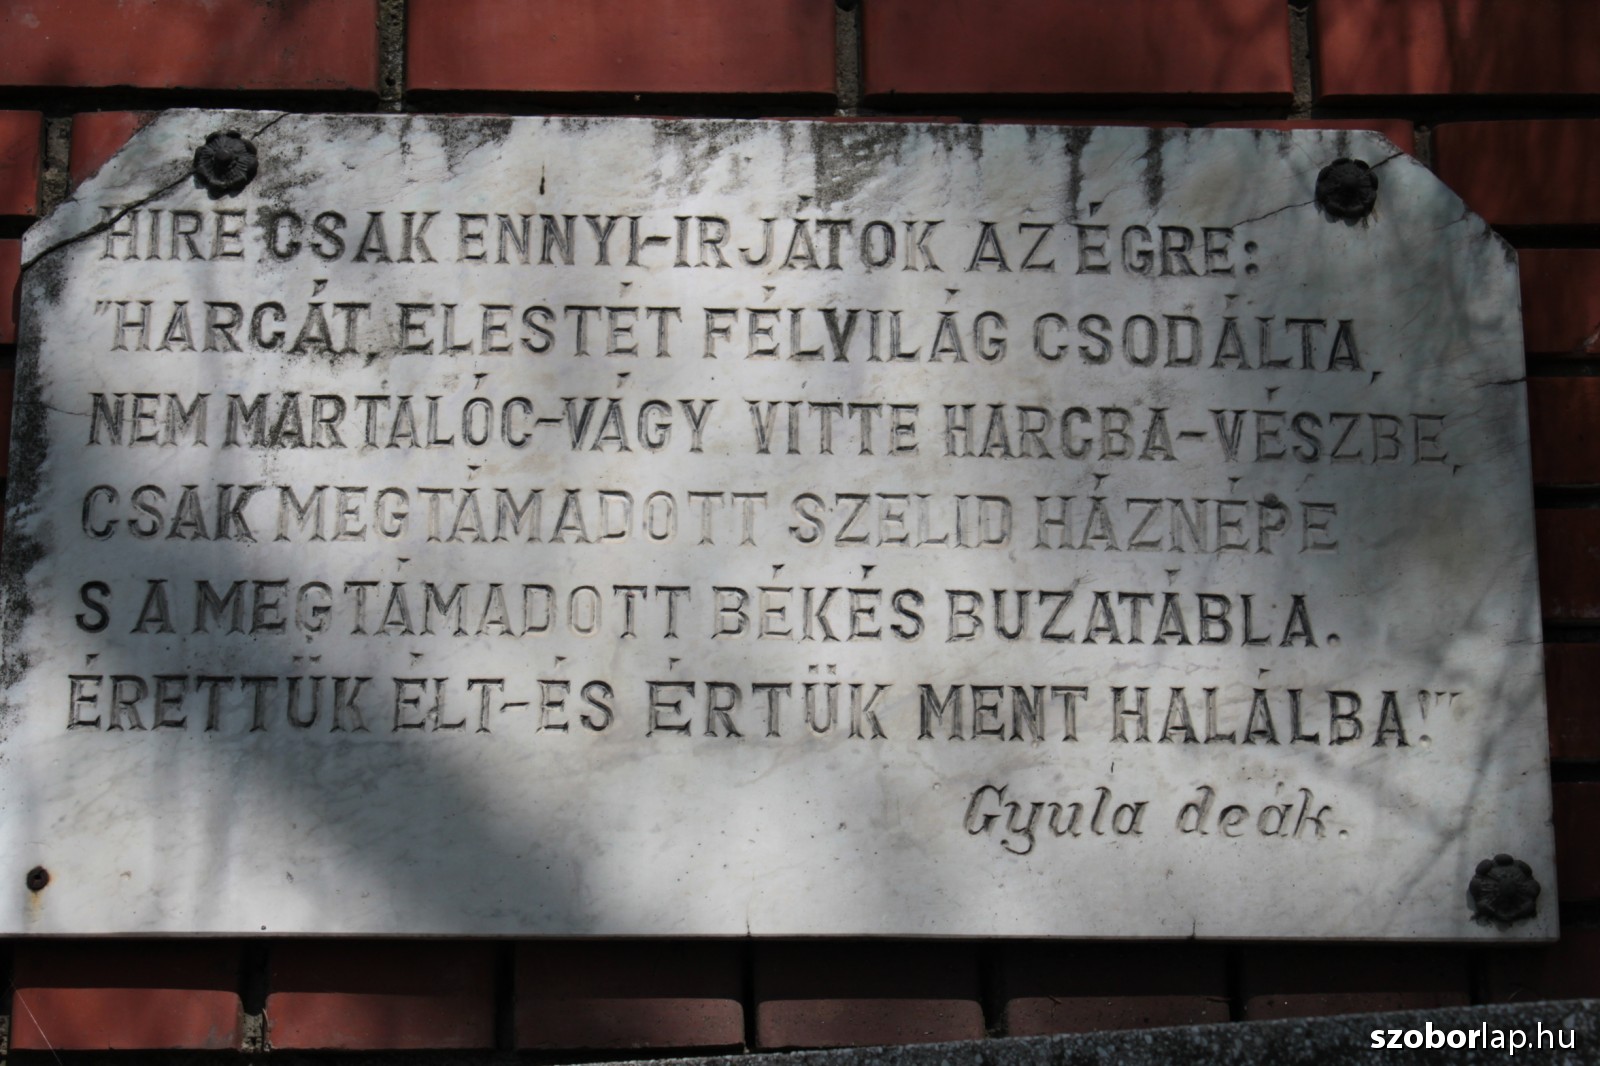 HIRE CSAK ENNYI-IRJÁTOK AZ ÉGRE:
"HARCÁT, ELESTÉT FÉLVILÁG CSODÁLTA,
NEM MARTALÓC-VÁGY VITTE HARCBA-VÉSZBE,
CSAK MEGTÁMADOTT SZELID HÁZNÉPE
S A MEGTÁMADOTT BÉKÉS BUZATÁBLA.
ÉRETTÜK ÉLT-ÉS ÉRTÜK MENT HALÁLBA!"
Gyula deák.
szoborlap.hu